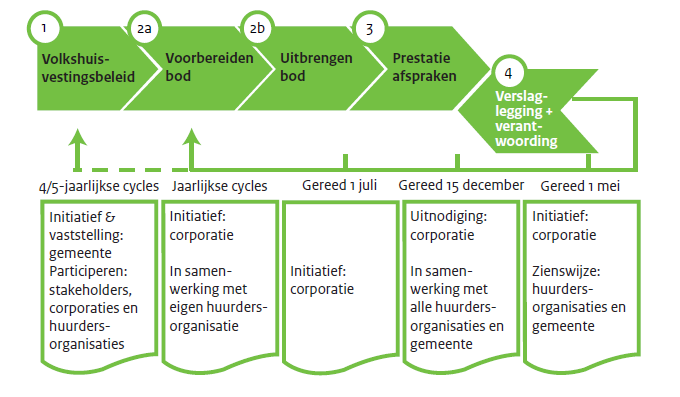 1
2a
2b
3
4
Volkshuis-
vestingsbeleid
Voorbereiden
bod
Uitbrengen
bod
Prestatie
afspraken
Verslag-
legging +
verant-
woording
4/5-jaarlijkse cycles
Jaarlijkse cycles
Gereed 1 juli
Gereed 15 december
Gereed 1 mei
Initiatief &
vaststelling:
gemeente
Participeren:
stakeholders,
corporaties en
huurders-
organisaties
Initiatief:
corporatie
In samen-
werking met
eigen huurders-
organisatie
Initiatief:
corporatie
Uitnodiging:
corporatie
In samen-
werking met
alle huurders-
organisaties en
gemeente
Initiatief:
corporatie
Zienswijze:
huurders-
organisaties en
gemeente